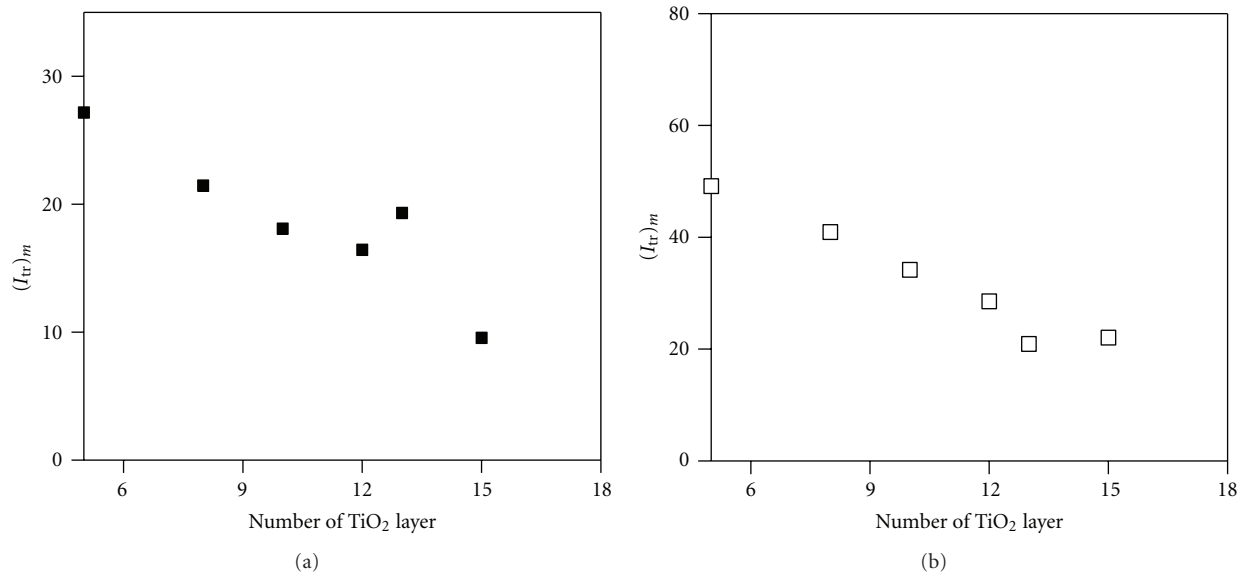 30
20
10
0
(I_tr)_m
6 9 12 15 18
Number of TiO₂ layer
(a)
80
60
40
20
0
(I_tr)_m
6 9 12 15 18
Number of TiO₂ layer
(b)